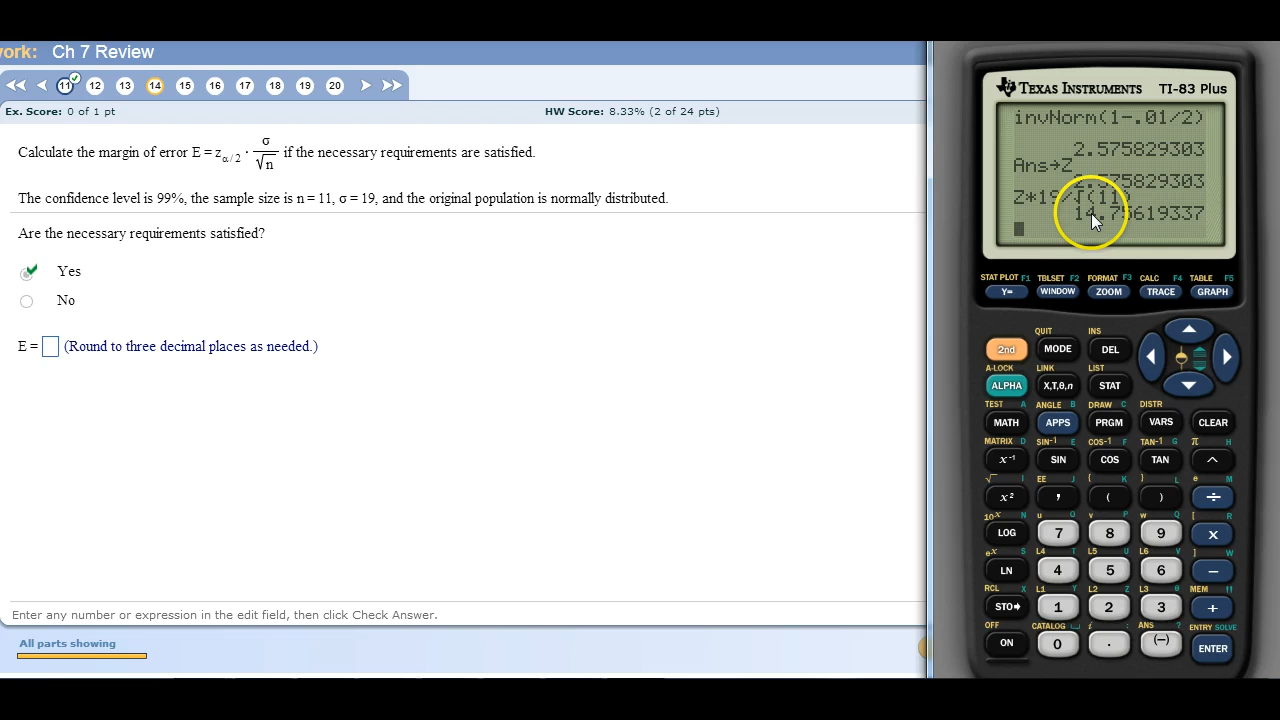 ork: Ch 7 Review
11 12 13 14 15 16 17 18 19 20
Ex. Score: 0 of 1 pt HW Score: 8.33% (2 of 24 pts)
Calculate the margin of error E = zα/2 · σ/√n if the necessary requirements are satisfied.
The confidence level is 99%, the sample size is n = 11, σ = 19, and the original population is normally distributed.
Are the necessary requirements satisfied?
Yes
No
E = (Round to three decimal places as needed.)
Enter any number or expression in the edit field, then click Check Answer.
All parts showing
TEXAS INSTRUMENTS TI-83 Plus
invNorm(1-.01/2)
2.575829303
Ans→Z
2.575829303
Z*19/√(11)
14.75619337
STAT PLOT F1 TBLSET F2 FORMAT F3 CALC F4 TABLE F5
Y= WINDOW ZOOM TRACE GRAPH
QUIT INS
2nd MODE DEL
A-LOCK LINK LIST
ALPHA X,T,θ,n STAT
TEST A ANGLE B DRAW C DISTR
MATH APPS PRGM VARS CLEAR
MATRIX D SIN⁻¹ E COS⁻¹ F TAN⁻¹ G π H
x⁻¹ SIN COS TAN ^
√ I EE J { K } L e M
x² , ( ) ÷
10ˣ N u O v P w Q [ R
LOG 7 8 9 x
eˣ S L4 T L5 U L6 V ] W
LN 4 5 6 −
RCL X L1 Y L2 Z L3 θ MEM "
STO➔ 1 2 3 +
OFF CATALOG ⎵ i : ANS ? ENTRY SOLVE
ON 0 . (−) ENTER